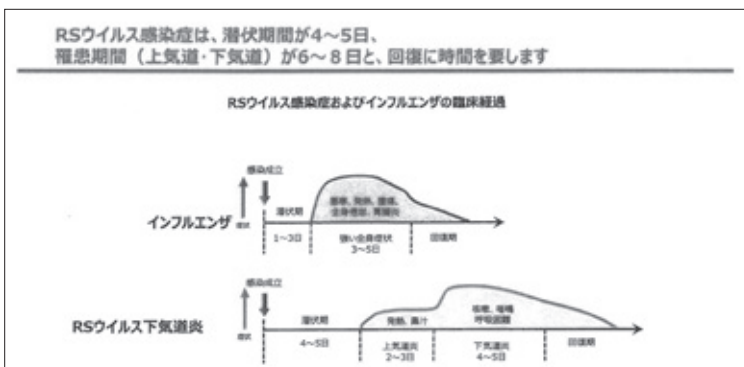 RSウイルス感染症は、潜伏期間が4～5日、
罹患期間（上気道・下気道）が6～8日と、回復に時間を要します
RSウイルス感染症およびインフルエンザの臨床経過
感染成立
インフルエンザ
症状
潜伏期
発熱、
1～3日
強い全身症状
3～5日
回復期
感染成立
RSウイルス下気道炎
症状
潜伏期
発熱、鼻汁
咳嗽、喘鳴
呼吸困難
4～5日
上気道炎
2～3日
下気道炎
4～5日
回復期